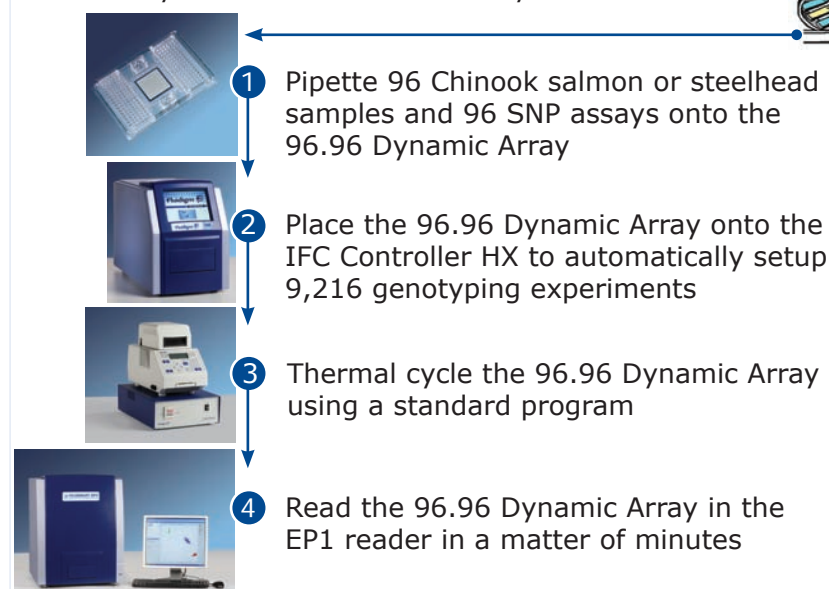 1 Pipette 96 Chinook salmon or steelhead
samples and 96 SNP assays onto the
96.96 Dynamic Array
Fluidigm
2 Place the 96.96 Dynamic Array onto the
IFC Controller HX to automatically setup
9,216 genotyping experiments
3 Thermal cycle the 96.96 Dynamic Array
using a standard program
4 Read the 96.96 Dynamic Array in the
EP1 reader in a matter of minutes